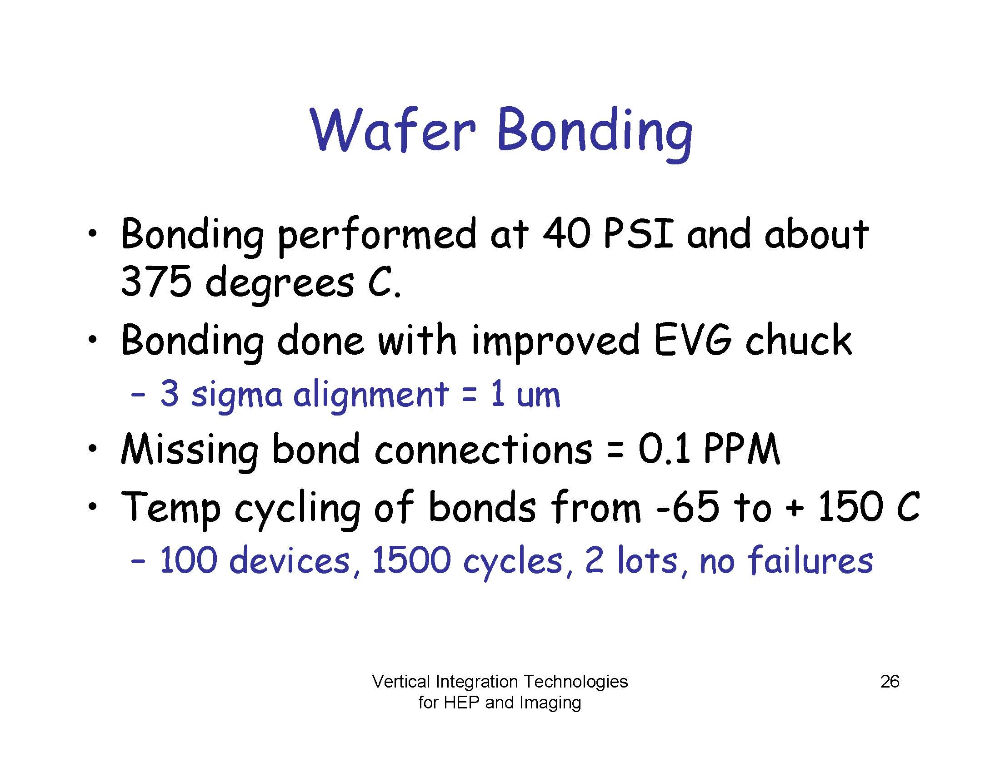 Wafer Bonding
• Bonding performed at 40 PSI and about
375 degrees C.
• Bonding done with improved EVG chuck
– 3 sigma alignment = 1 um
• Missing bond connections = 0.1 PPM
• Temp cycling of bonds from -65 to + 150 C
– 100 devices, 1500 cycles, 2 lots, no failures
Vertical Integration Technologies
for HEP and Imaging
26